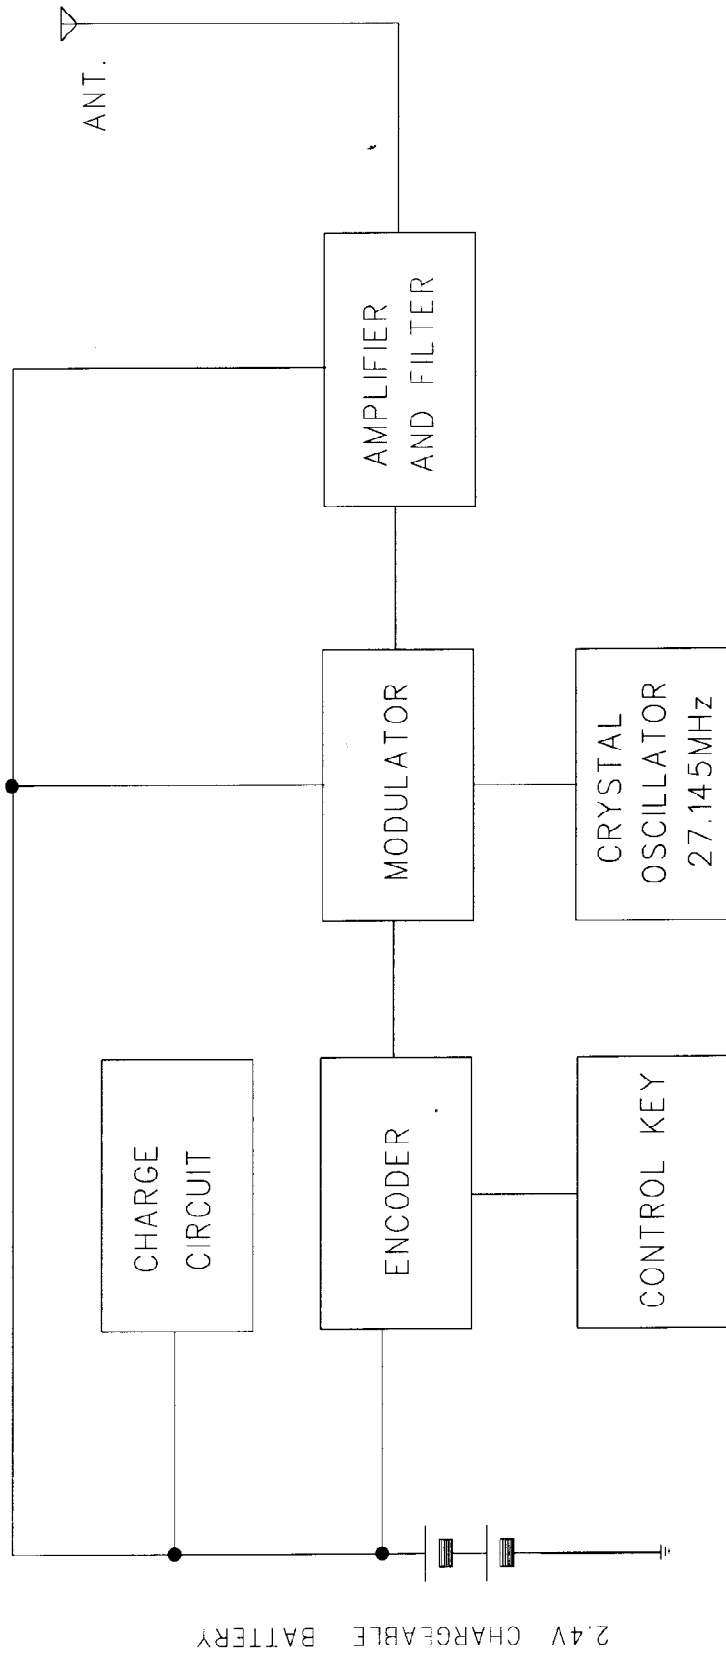 ANT.
AMPLIFIER
AND FILTER
MODULATOR
CRYSTAL
OSCILLATOR
27.145MHz
CHARGE
CIRCUIT
ENCODER
CONTROL KEY
2.4V CHARGEABLE BATTERY